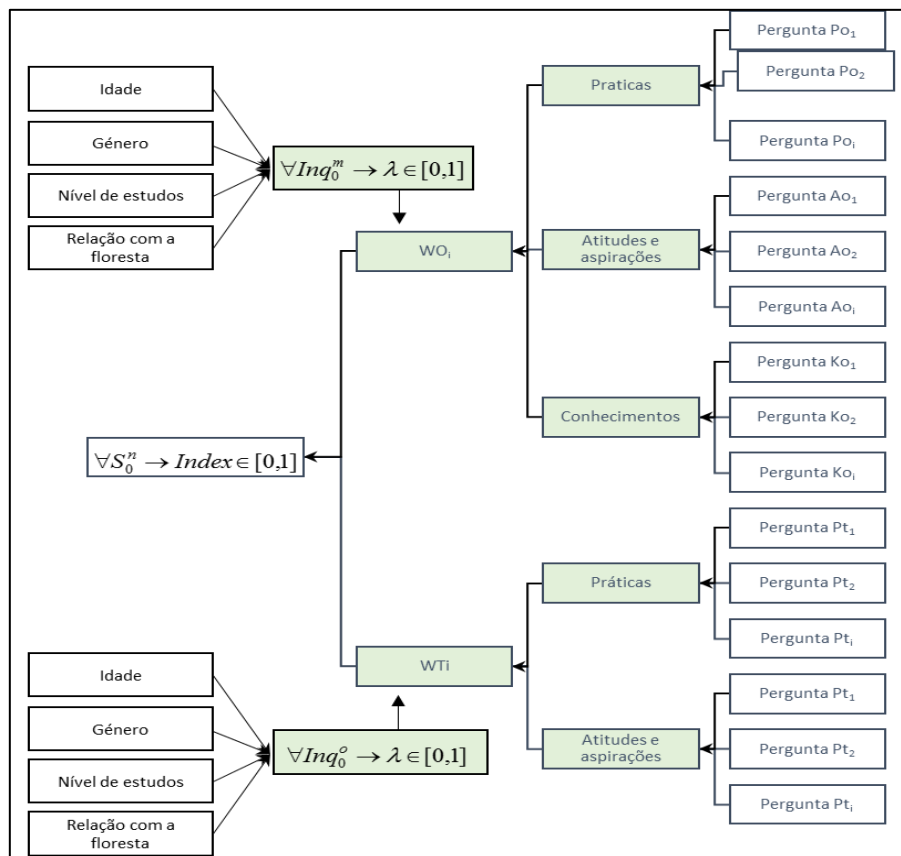 Idade
Género
Nível de estudos
Relação com a
floresta
∀Inq₀ᵐ → λ ∈ [0,1]
WOᵢ
Praticas
Pergunta Po₁
Pergunta Po₂
Pergunta Poᵢ
Atitudes e
aspirações
Pergunta Ao₁
Pergunta Ao₂
Pergunta Aoᵢ
Conhecimentos
Pergunta Ko₁
Pergunta Ko₂
Pergunta Koᵢ
∀S₀ⁿ → Index ∈ [0,1]
Práticas
Pergunta Pt₁
Pergunta Pt₂
Pergunta Ptᵢ
WTi
Atitudes e
aspirações
Pergunta Pt₁
Pergunta Pt₂
Pergunta Ptᵢ
Idade
Género
Nível de estudos
Relação com a
floresta
∀Inq₀ᵒ → λ ∈ [0,1]